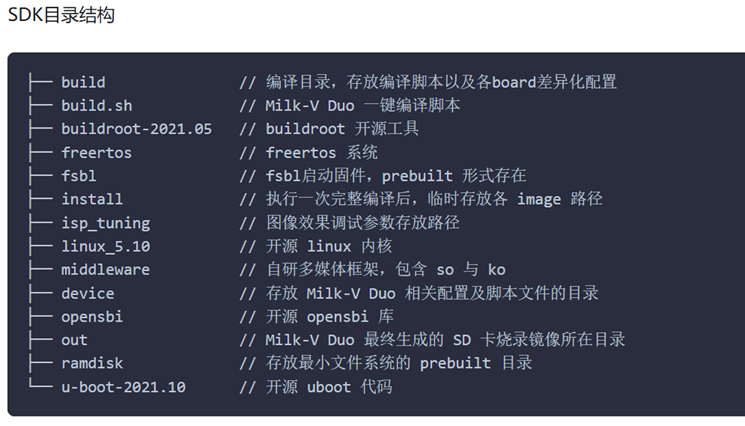 SDK目录结构
├── build // 编译目录，存放编译脚本以及各board差异化配置
├── build.sh // Milk-V Duo 一键编译脚本
├── buildroot-2021.05 // buildroot 开源工具
├── freertos // freertos 系统
├── fsbl // fsbl启动固件，prebuilt 形式存在
├── install // 执行一次完整编译后，临时存放各 image 路径
├── isp_tuning // 图像效果调试参数存放路径
├── linux_5.10 // 开源 linux 内核
├── middleware // 自研多媒体框架，包含 so 与 ko
├── device // 存放 Milk-V Duo 相关配置及脚本文件的目录
├── opensbi // 开源 opensbi 库
├── out // Milk-V Duo 最终生成的 SD 卡烧录镜像所在目录
├── ramdisk // 存放最小文件系统的 prebuilt 目录
└── u-boot-2021.10 // 开源 uboot 代码